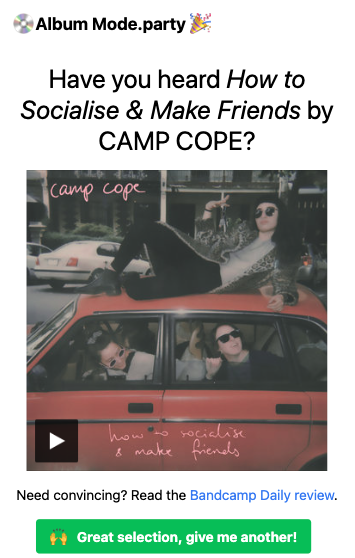 Album Mode.party
Have you heard How to
Socialise & Make Friends by
CAMP COPE?
camp cope
how to socialise
& make friends
Need convincing? Read the Bandcamp Daily review.
Great selection, give me another!